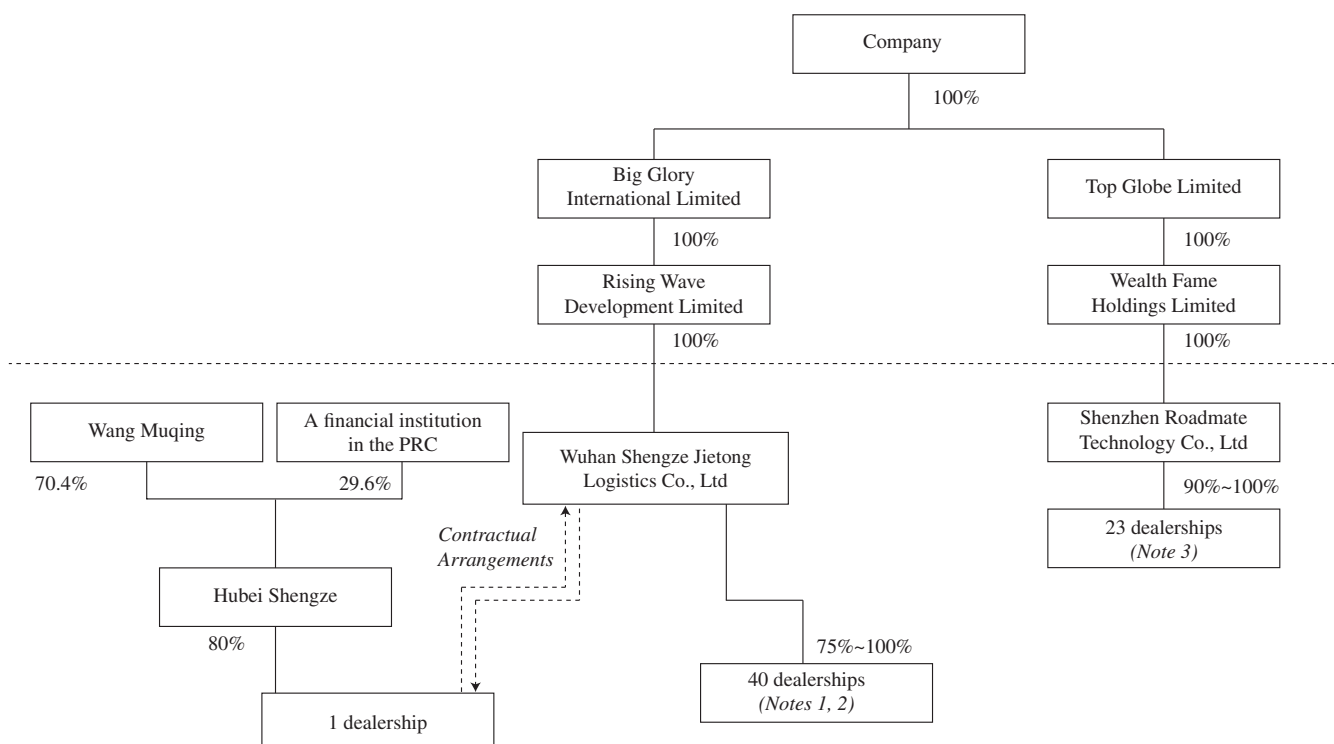 Company
100%
Big Glory
International Limited
Top Globe Limited
100%
100%
Rising Wave
Development Limited
Wealth Fame
Holdings Limited
100%
100%
Wang Muqing
A financial institution
in the PRC
Shenzhen Roadmate
Technology Co., Ltd
Wuhan Shengze Jietong
Logistics Co., Ltd
70.4%
29.6%
90%~100%
23 dealerships
(Note 3)
Contractual
Arrangements
Hubei Shengze
80%
75%~100%
40 dealerships
(Notes 1, 2)
1 dealership